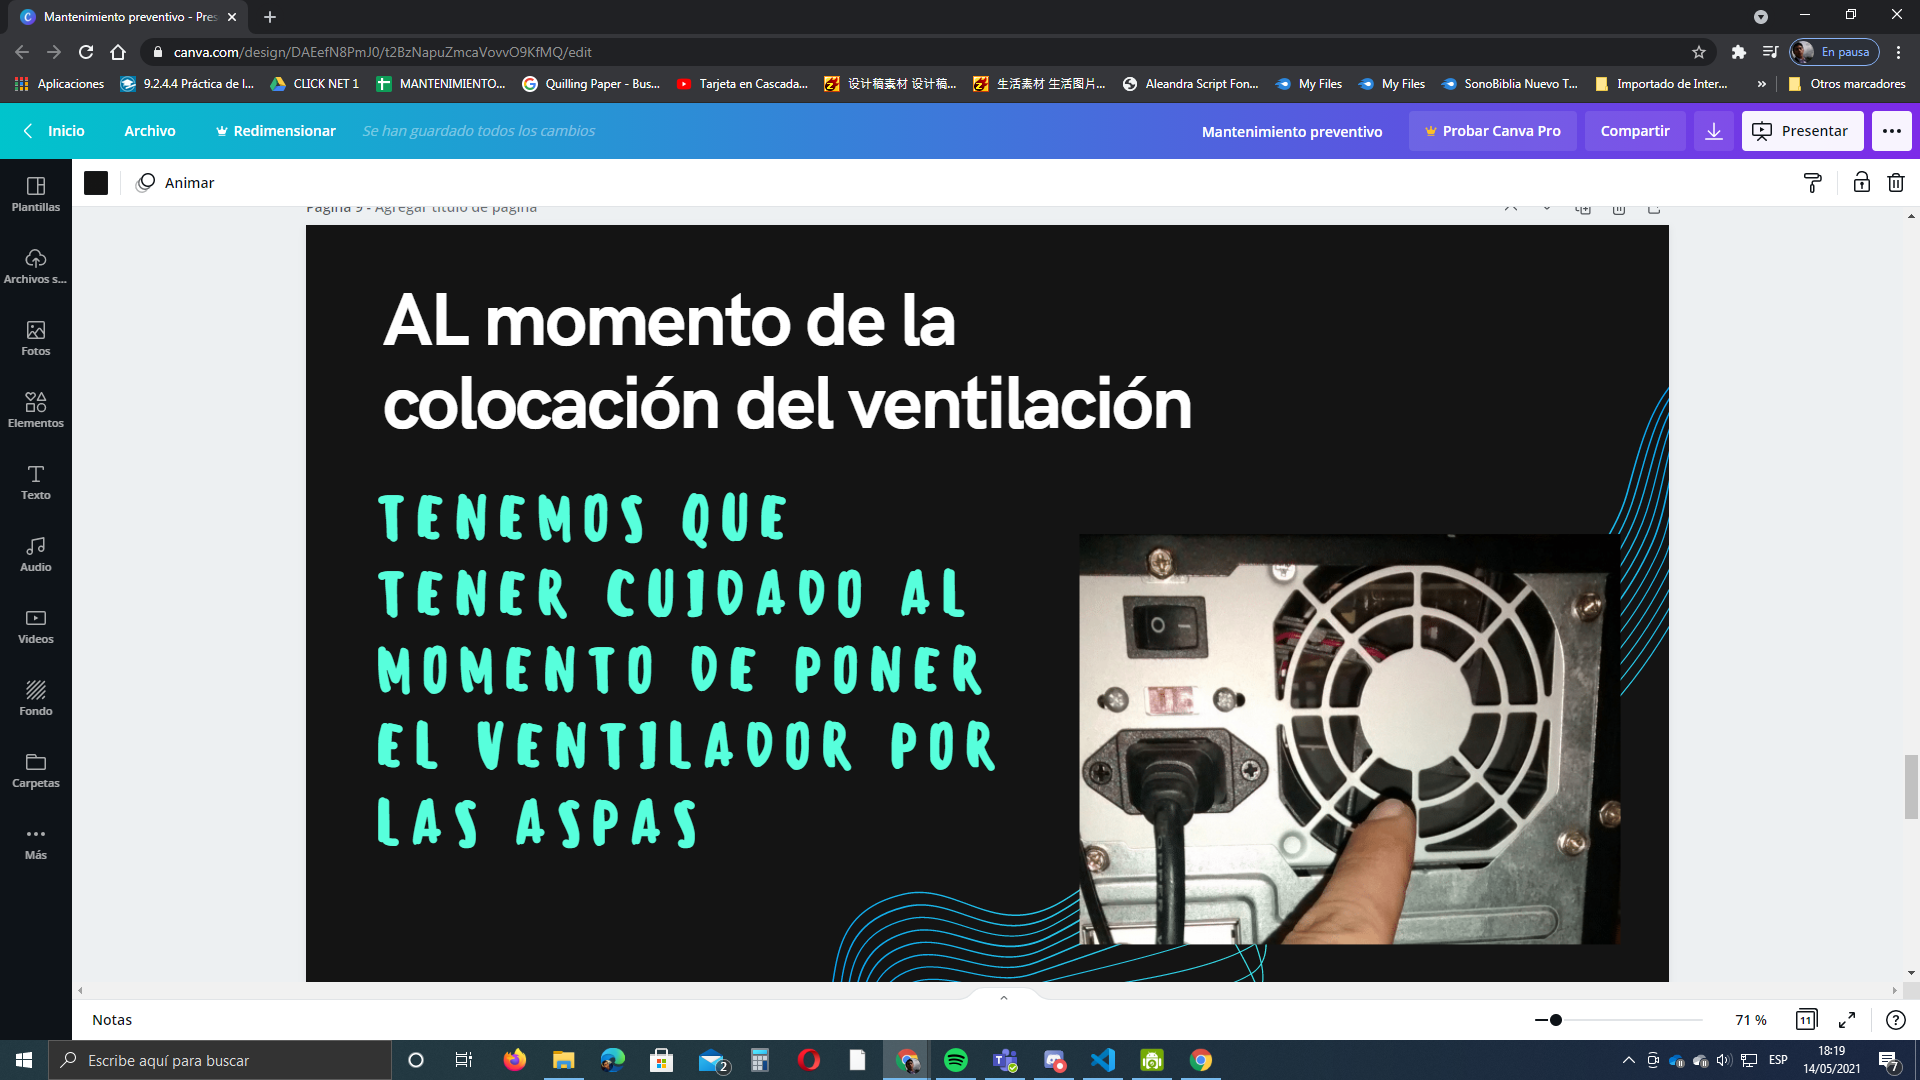 Mantenimiento preventivo - Pres
canva.com/design/DAEefN8PmJ0/t2BzNapuZmcaVovvO9KfMQ/edit
En pausa
Aplicaciones
9.2.4.4 Práctica de l...
CLICK NET 1
MANTENIMIENTO...
Quilling Paper - Bus...
Tarjeta en Cascada...
设计稿素材 设计稿...
生活素材 生活图片...
Aleandra Script Fon...
My Files
My Files
SonoBiblia Nuevo T...
Importado de Inter...
»
Otros marcadores
Inicio
Archivo
Redimensionar
Se han guardado todos los cambios
Mantenimiento preventivo
Probar Canva Pro
Compartir
Presentar
Animar
Plantillas
Archivos s...
Fotos
Elementos
Texto
Audio
Videos
Fondo
Carpetas
Más
Página 9 - Agregar título de página
AL momento de la
colocación del ventilación
TENEMOS QUE
TENER CUIDADO AL
MOMENTO DE PONER
EL VENTILADOR POR
LAS ASPAS
Notas
71 %
11
Escribe aquí para buscar
2
ESP
18:19
14/05/2021
7